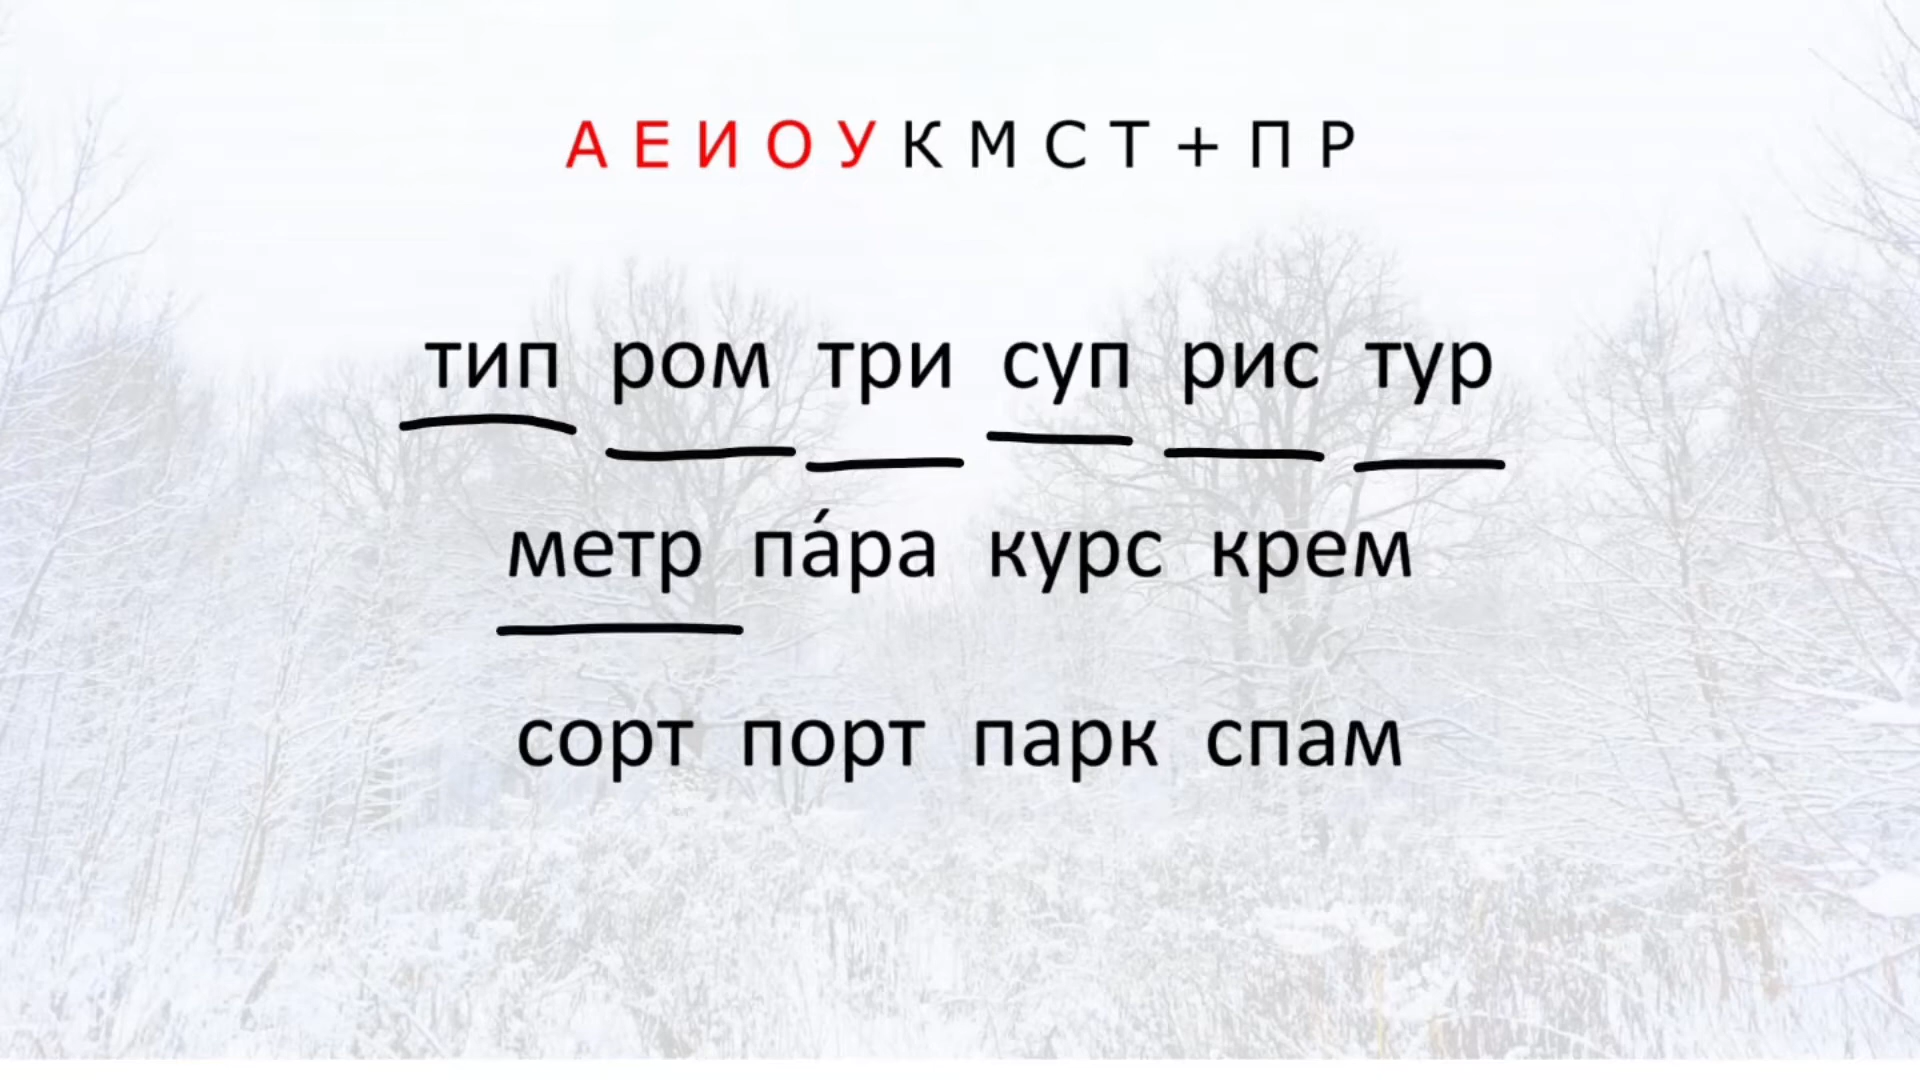 А Е И О У К М С Т + П Р
тип ром три суп рис тур
метр па́ра курс крем
сорт порт парк спам